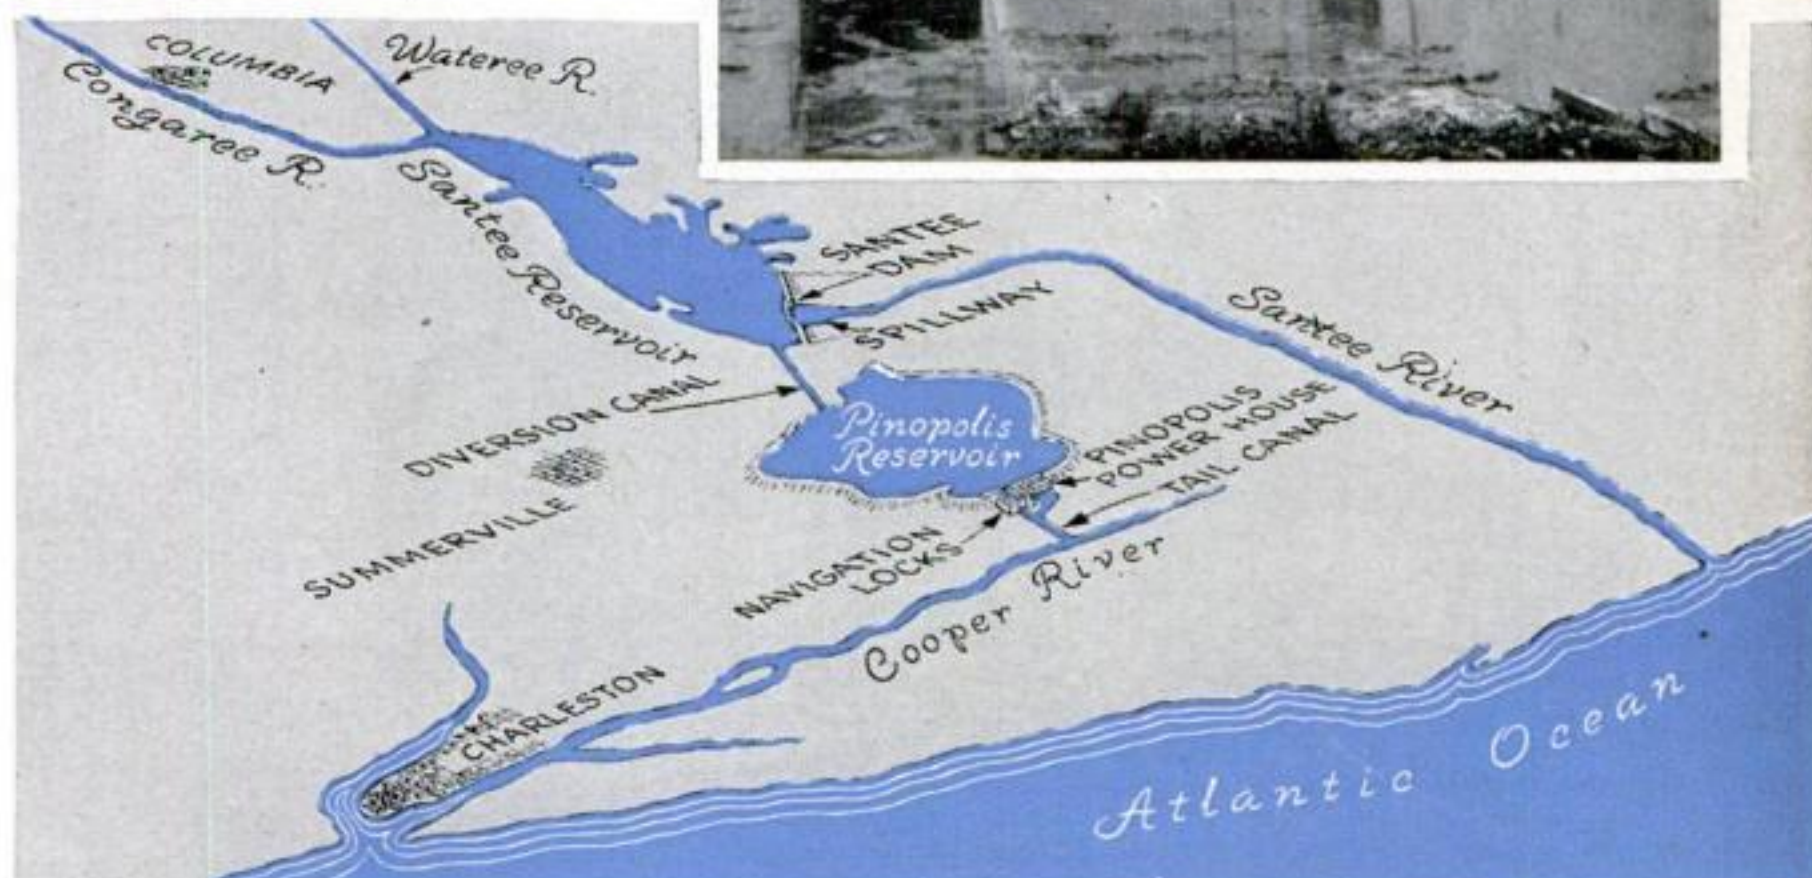 COLUMBIA
Wateree R.
Congaree R.
Santee Reservoir
SANTEE
DAM
SPILLWAY
Santee River
DIVERSION CANAL
Pinopolis
Reservoir
PINOPOLIS
POWER HOUSE
TAIL CANAL
SUMMERVILLE
NAVIGATION
LOCKS
Cooper River
CHARLESTON
Atlantic Ocean